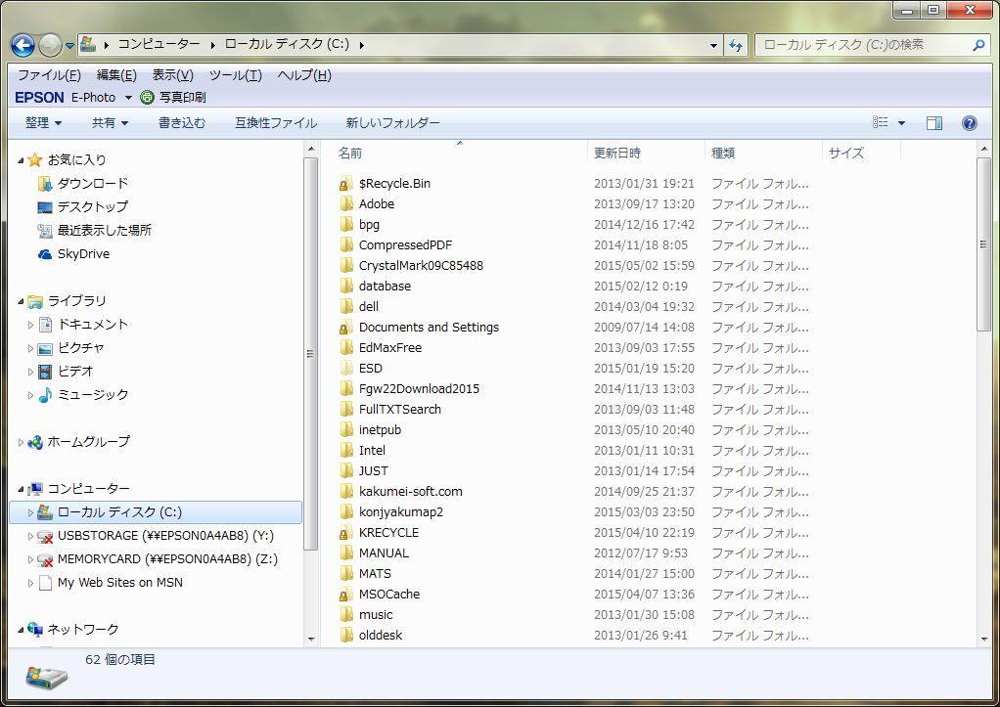 コンピューター ▸ ローカル ディスク (C:) ▸
ローカル ディスク (C:)の検索
ファイル(F) 編集(E) 表示(V) ツール(T) ヘルプ(H)
EPSON E-Photo 写真印刷
整理 共有 書き込む 互換性ファイル 新しいフォルダー
お気に入り
ダウンロード
デスクトップ
最近表示した場所
SkyDrive
ライブラリ
ドキュメント
ピクチャ
ビデオ
ミュージック
ホームグループ
コンピューター
ローカル ディスク (C:)
USBSTORAGE (¥¥EPSON0A4AB8) (Y:)
MEMORYCARD (¥¥EPSON0A4AB8) (Z:)
My Web Sites on MSN
ネットワーク
名前 更新日時 種類 サイズ
$Recycle.Bin 2013/01/31 19:21 ファイル フォル...
Adobe 2013/09/17 13:20 ファイル フォル...
bpg 2014/12/16 17:42 ファイル フォル...
CompressedPDF 2014/11/18 8:05 ファイル フォル...
CrystalMark09C85488 2015/05/02 15:59 ファイル フォル...
database 2015/02/12 0:19 ファイル フォル...
dell 2014/03/04 19:32 ファイル フォル...
Documents and Settings 2009/07/14 14:08 ファイル フォル...
EdMaxFree 2013/09/03 17:55 ファイル フォル...
ESD 2015/01/19 15:20 ファイル フォル...
Fgw22Download2015 2014/11/13 13:03 ファイル フォル...
FullTXTSearch 2013/09/03 11:48 ファイル フォル...
inetpub 2013/05/10 20:40 ファイル フォル...
Intel 2013/01/11 10:31 ファイル フォル...
JUST 2013/01/14 17:54 ファイル フォル...
kakumei-soft.com 2014/09/25 21:37 ファイル フォル...
konjyakumap2 2015/03/03 23:50 ファイル フォル...
KRECYCLE 2015/04/10 22:19 ファイル フォル...
MANUAL 2012/07/17 9:53 ファイル フォル...
MATS 2014/01/27 15:00 ファイル フォル...
MSOCache 2015/04/07 13:36 ファイル フォル...
music 2013/01/30 15:08 ファイル フォル...
olddesk 2013/01/26 9:41 ファイル フォル...
62 個の項目